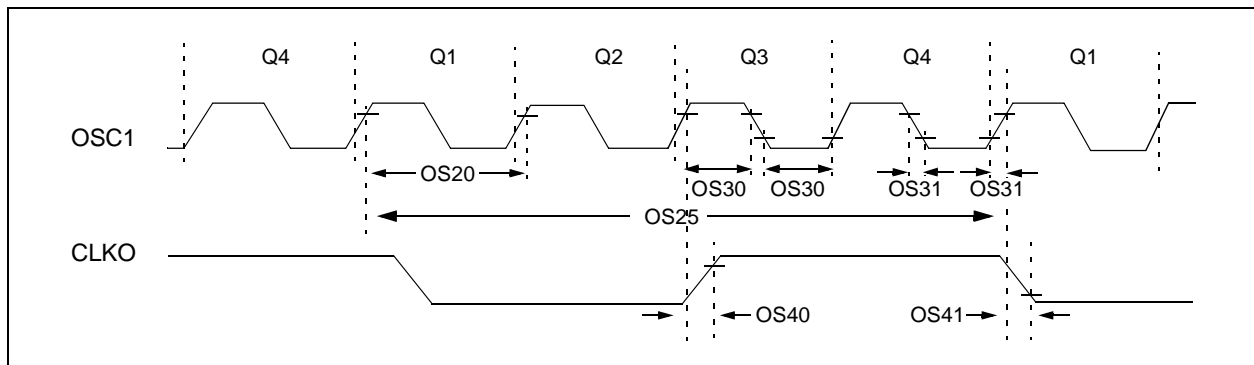 Q4 Q1 Q2 Q3 Q4 Q1
OSC1
OS20 OS30 OS30 OS31 OS31
OS25
CLKO
OS40 OS41